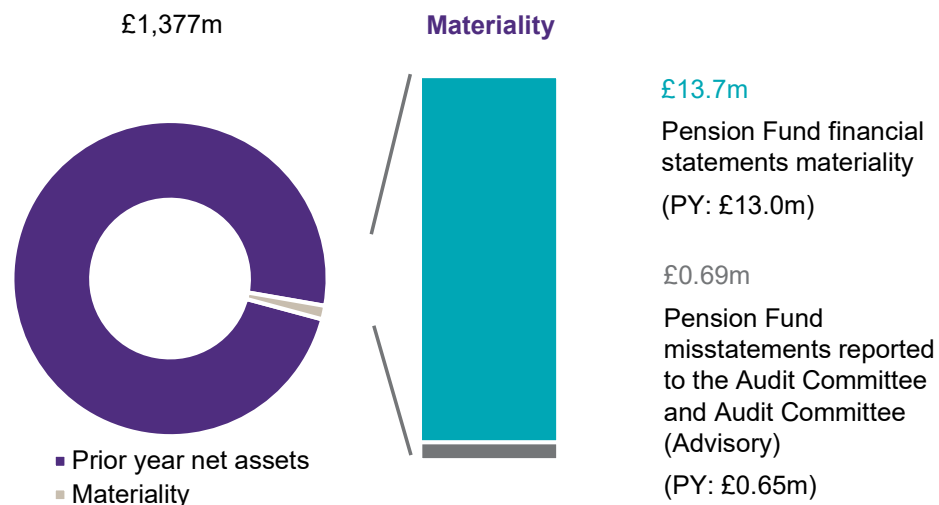 £1,377m
Materiality
£13.7m
Pension Fund financial
statements materiality
(PY: £13.0m)
£0.69m
Pension Fund
misstatements reported
to the Audit Committee
and Audit Committee
(Advisory)
(PY: £0.65m)
Prior year net assets
Materiality